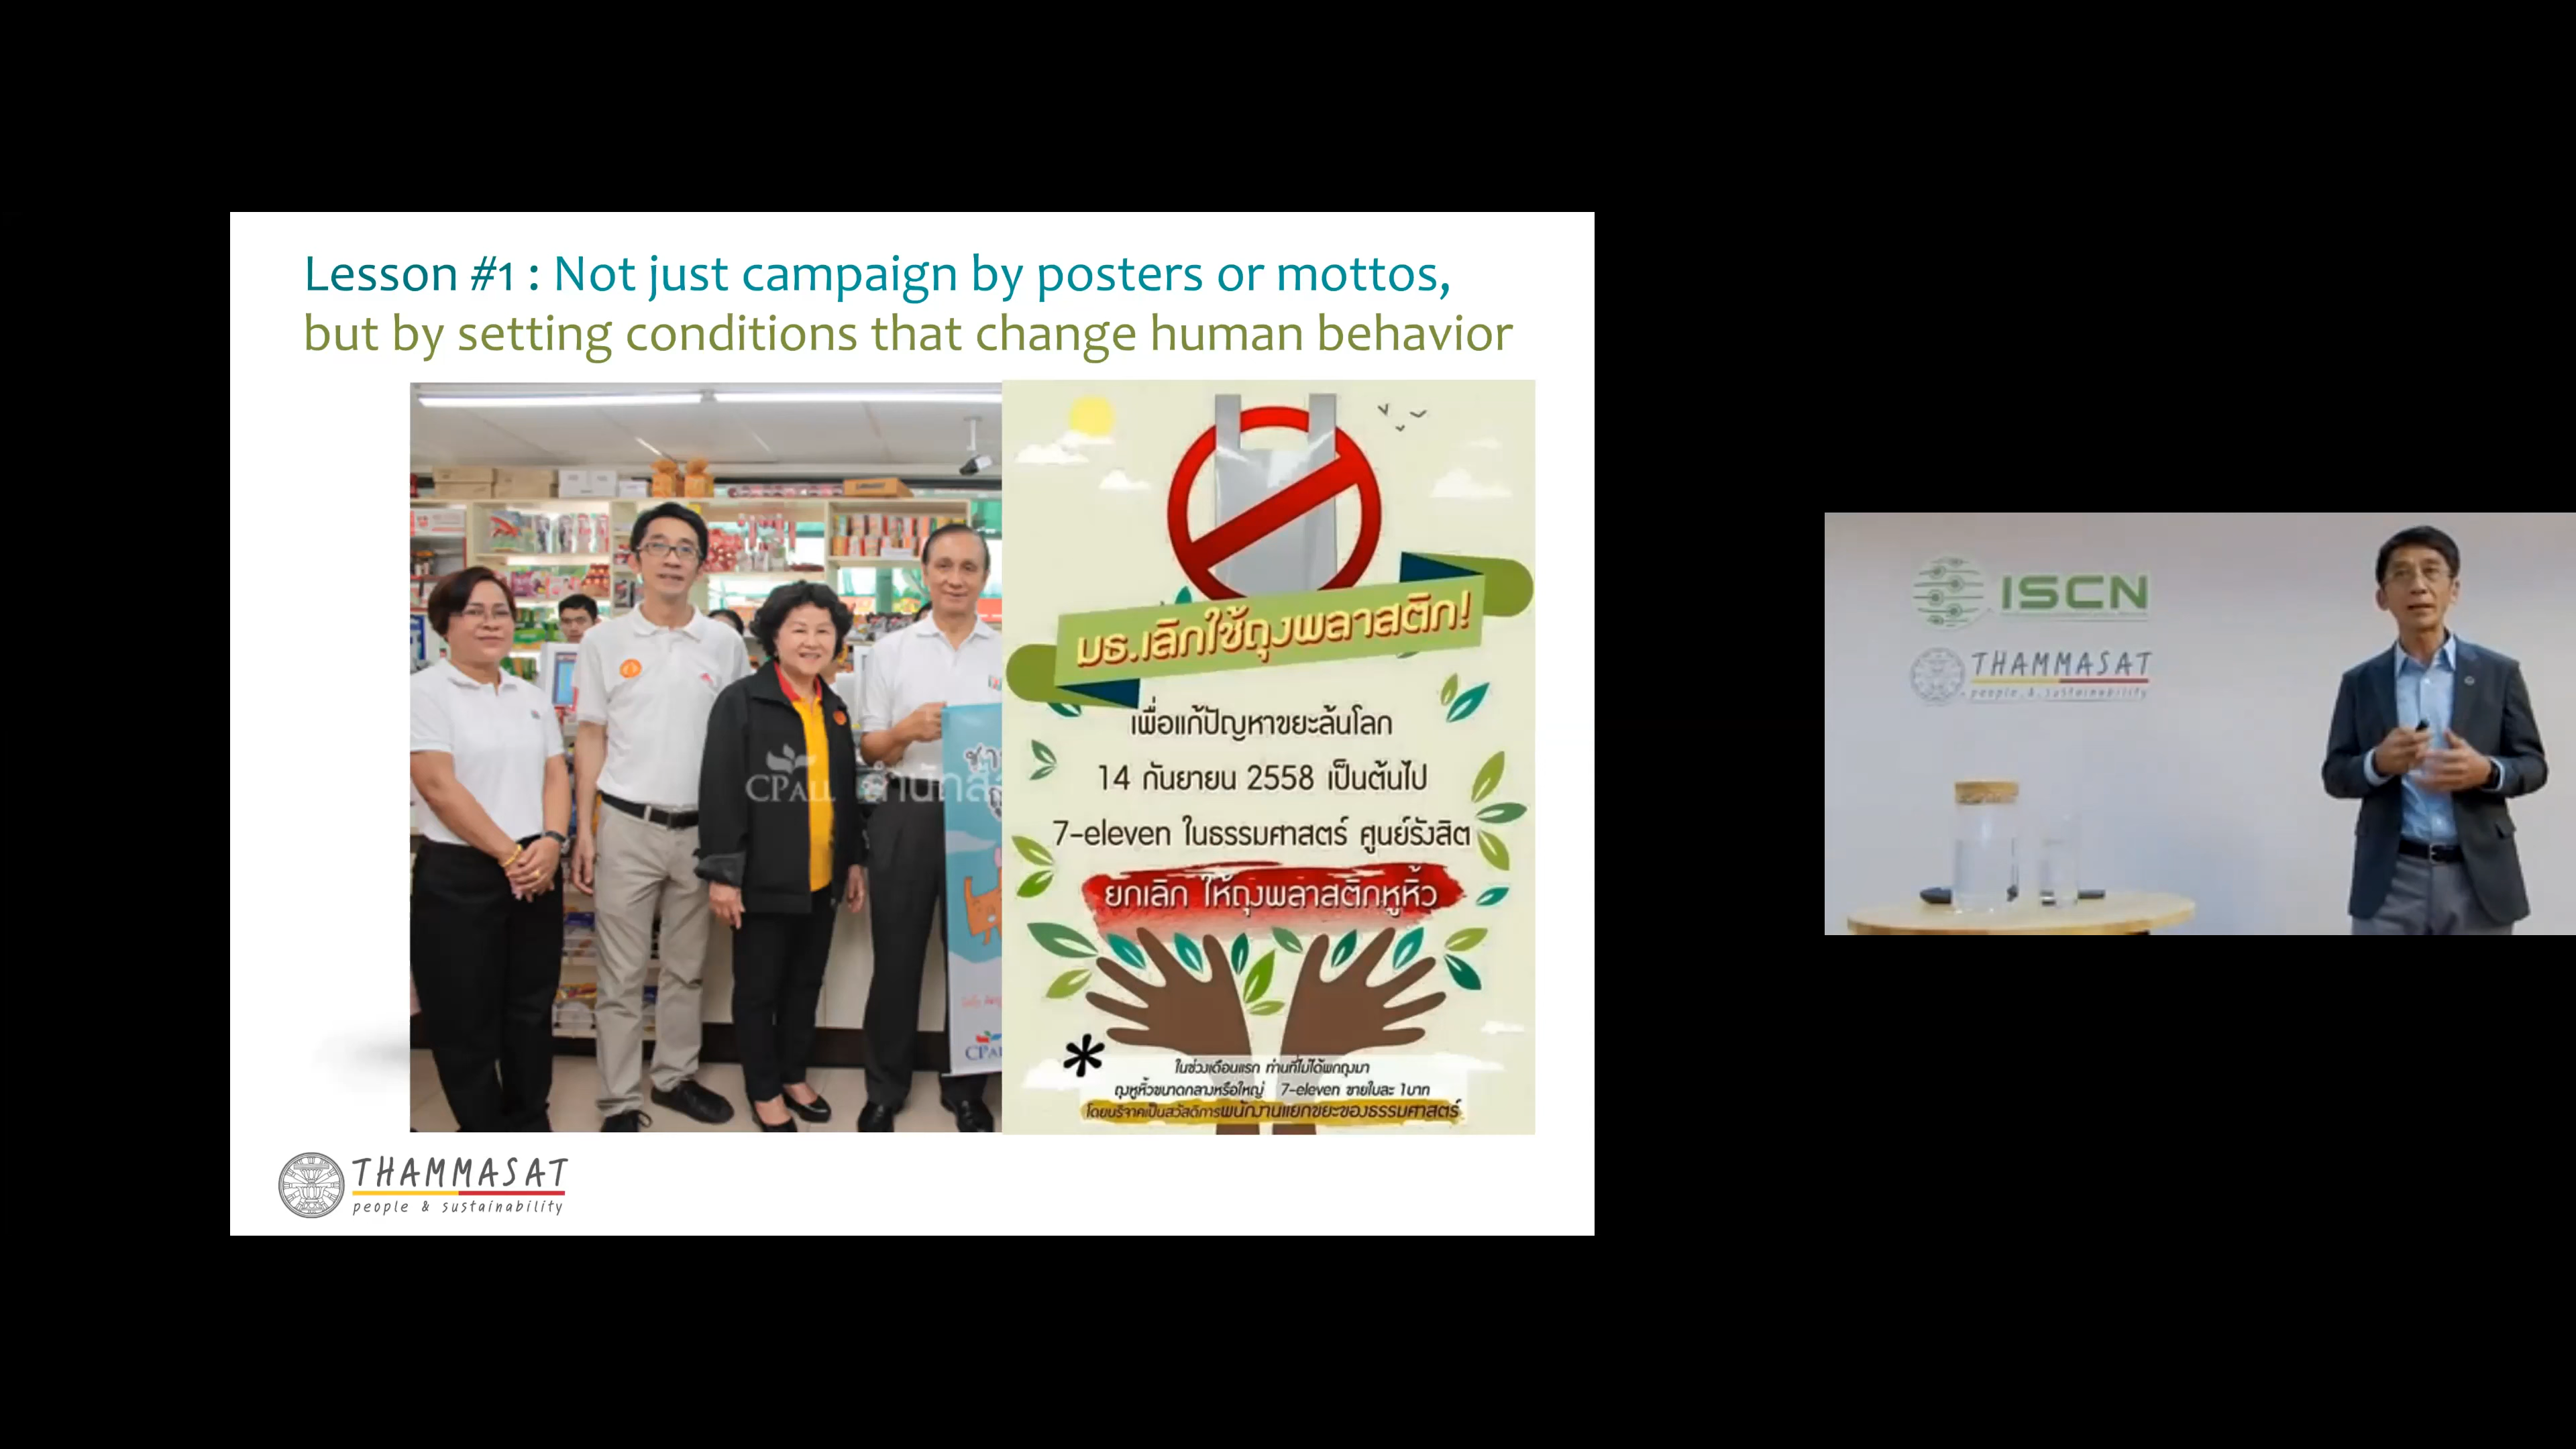 Lesson #1 : Not just campaign by posters or mottos,
but by setting conditions that change human behavior
CPALL
มธ.เลิกใช้ถุงพลาสติก!
เพื่อแก้ปัญหาขยะล้นโลก
14 กันยายน 2558 เป็นต้นไป
7-eleven ในธรรมศาสตร์ ศูนย์รังสิต
ยกเลิก ให้ถุงพลาสติกหูหิ้ว
*
ในช่วงเดือนแรก ท่านที่ไม่ได้พกถุงมา
ถุงหูหิ้วขนาดกลางหรือใหญ่ 7-eleven ขายใบละ 1บาท
โดยบริจาคเป็นสวัสดิการพนักงานแยกขยะของธรรมศาสตร์
THAMMASAT
people & sustainability
ISCN
THAMMASAT
people & sustainability